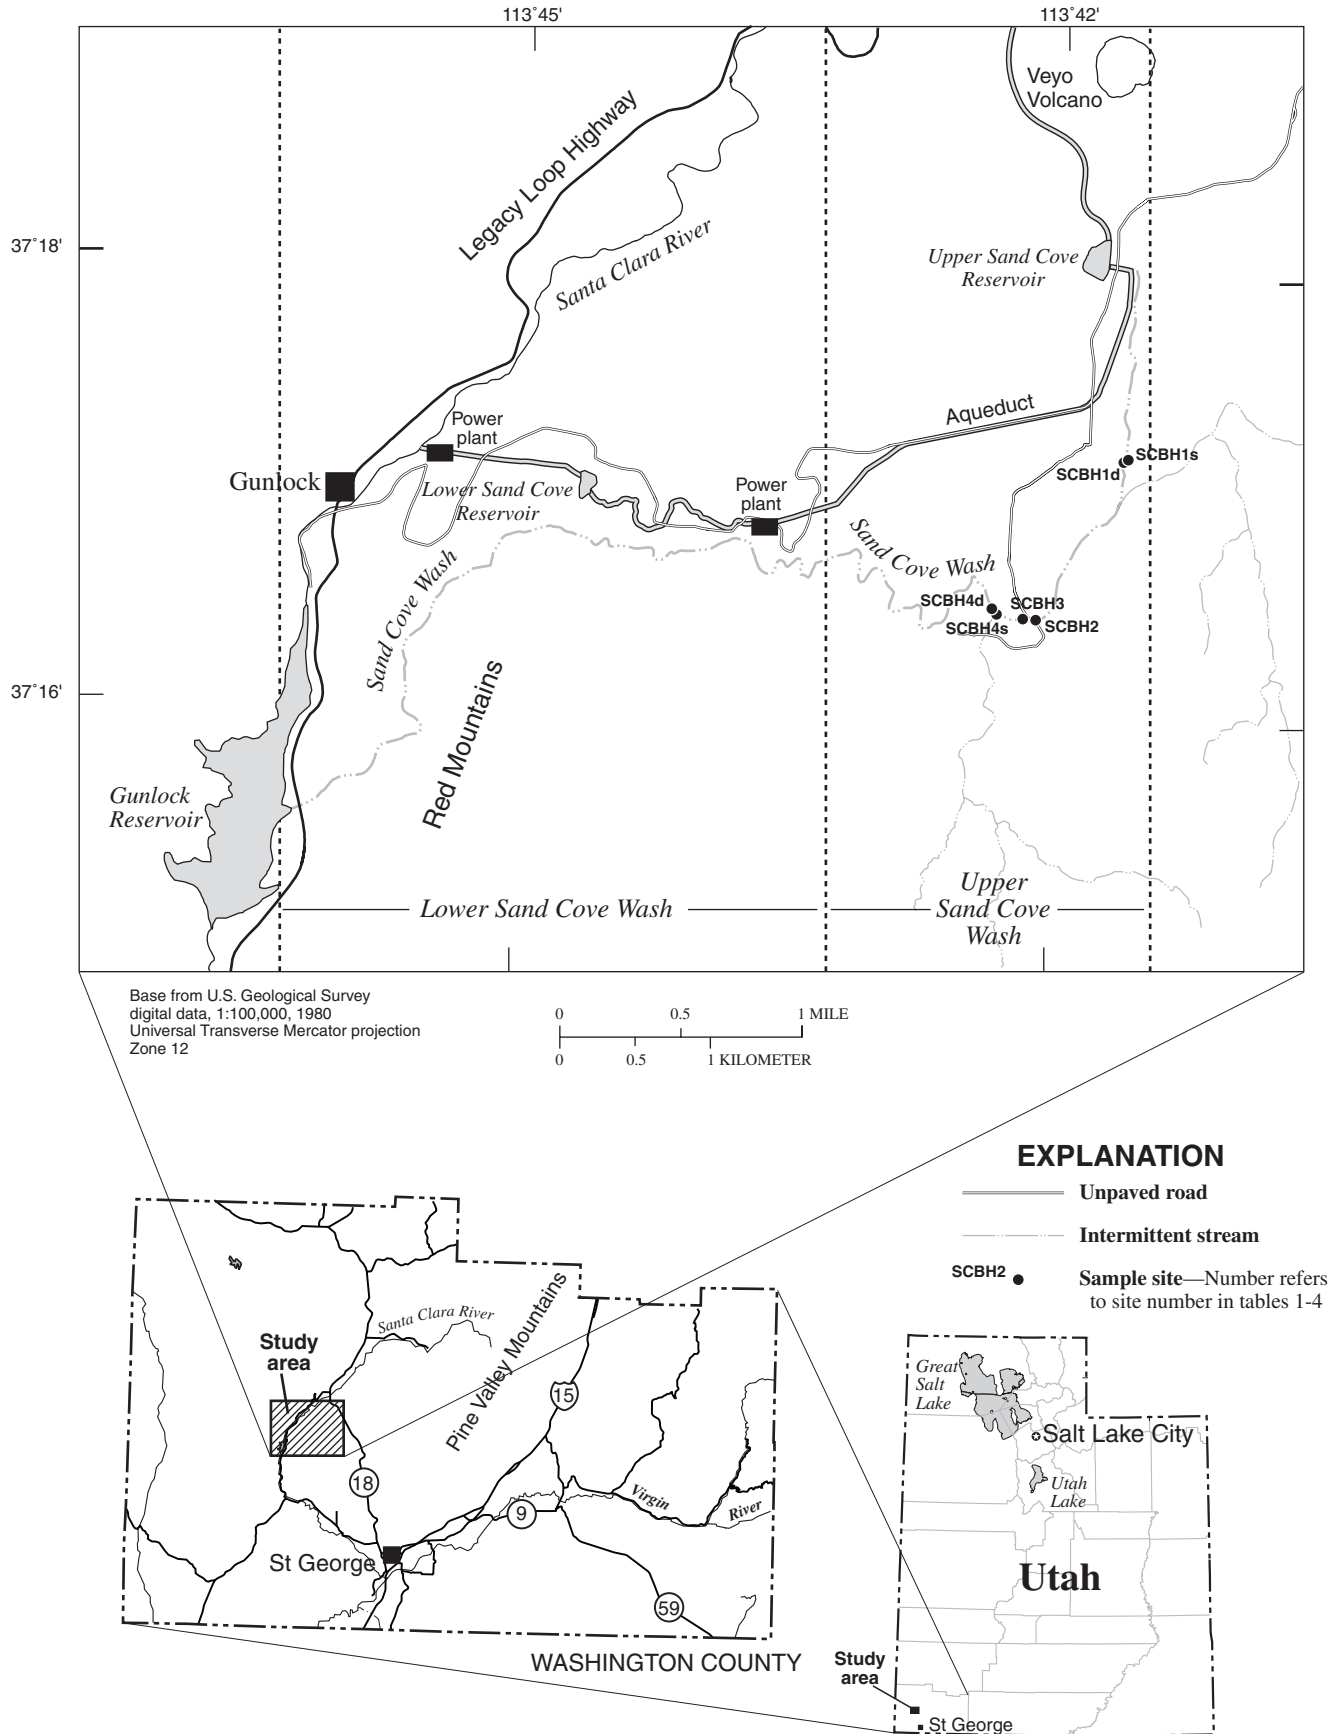 113˚45'
113˚42'
Veyo
Volcano
Legacy Loop Highway
Santa Clara River
37˚18'
Upper Sand Cove
Reservoir
Aqueduct
Power
plant
Gunlock
Lower Sand Cove
Reservoir
Power
plant
SCBH1s
SCBH1d
Sand Cove Wash
Sand Cove Wash
SCBH4d
SCBH3
SCBH4s
SCBH2
37˚16'
Red Mountains
Gunlock
Reservoir
Lower Sand Cove Wash
Upper
Sand Cove
Wash
Base from U.S. Geological Survey
digital data, 1:100,000, 1980
Universal Transverse Mercator projection
Zone 12
0 0.5 1 MILE
0 0.5 1 KILOMETER
EXPLANATION
Unpaved road
Intermittent stream
SCBH2
Sample site—Number refers
to site number in tables 1-4
Santa Clara River
Pine Valley Mountains
Study
area
15
18
9
Virgin
River
St George
59
WASHINGTON COUNTY
Great
Salt
Lake
Salt Lake City
Utah
Lake
Utah
Study
area
St George